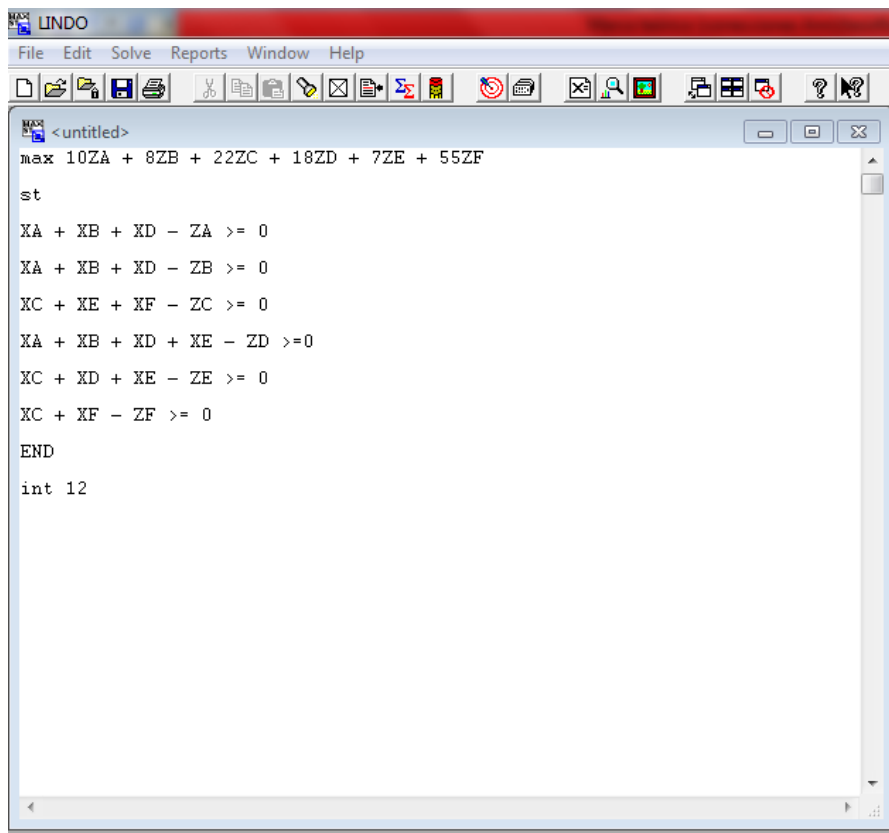 LINDO
File Edit Solve Reports Window Help
<untitled>
max 10ZA + 8ZB + 22ZC + 18ZD + 7ZE + 55ZF
st
XA + XB + XD - ZA >= 0
XA + XB + XD - ZB >= 0
XC + XE + XF - ZC >= 0
XA + XB + XD + XE - ZD >=0
XC + XD + XE - ZE >= 0
XC + XF - ZF >= 0
END
int 12